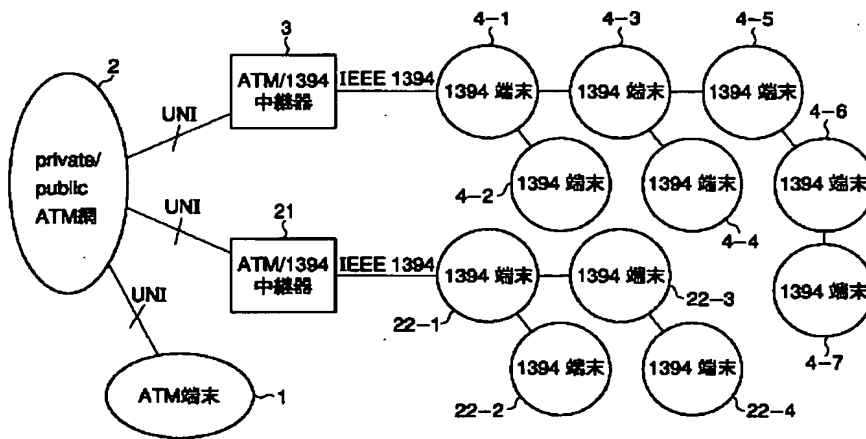 4-1
4-3
4-5
3
2
ATM/1394
中継器
IEEE 1394
1394 端末
1394 端末
1394 端末
4-6
UNI
private/
public
ATM網
4-2
1394 端末
1394 端末
1394 端末
4-4
UNI
21
ATM/1394
中継器
IEEE 1394
1394 端末
1394 端末
22-3
1394 端末
22-1
4-7
UNI
1394 端末
1394 端末
22-2
22-4
ATM端末
1